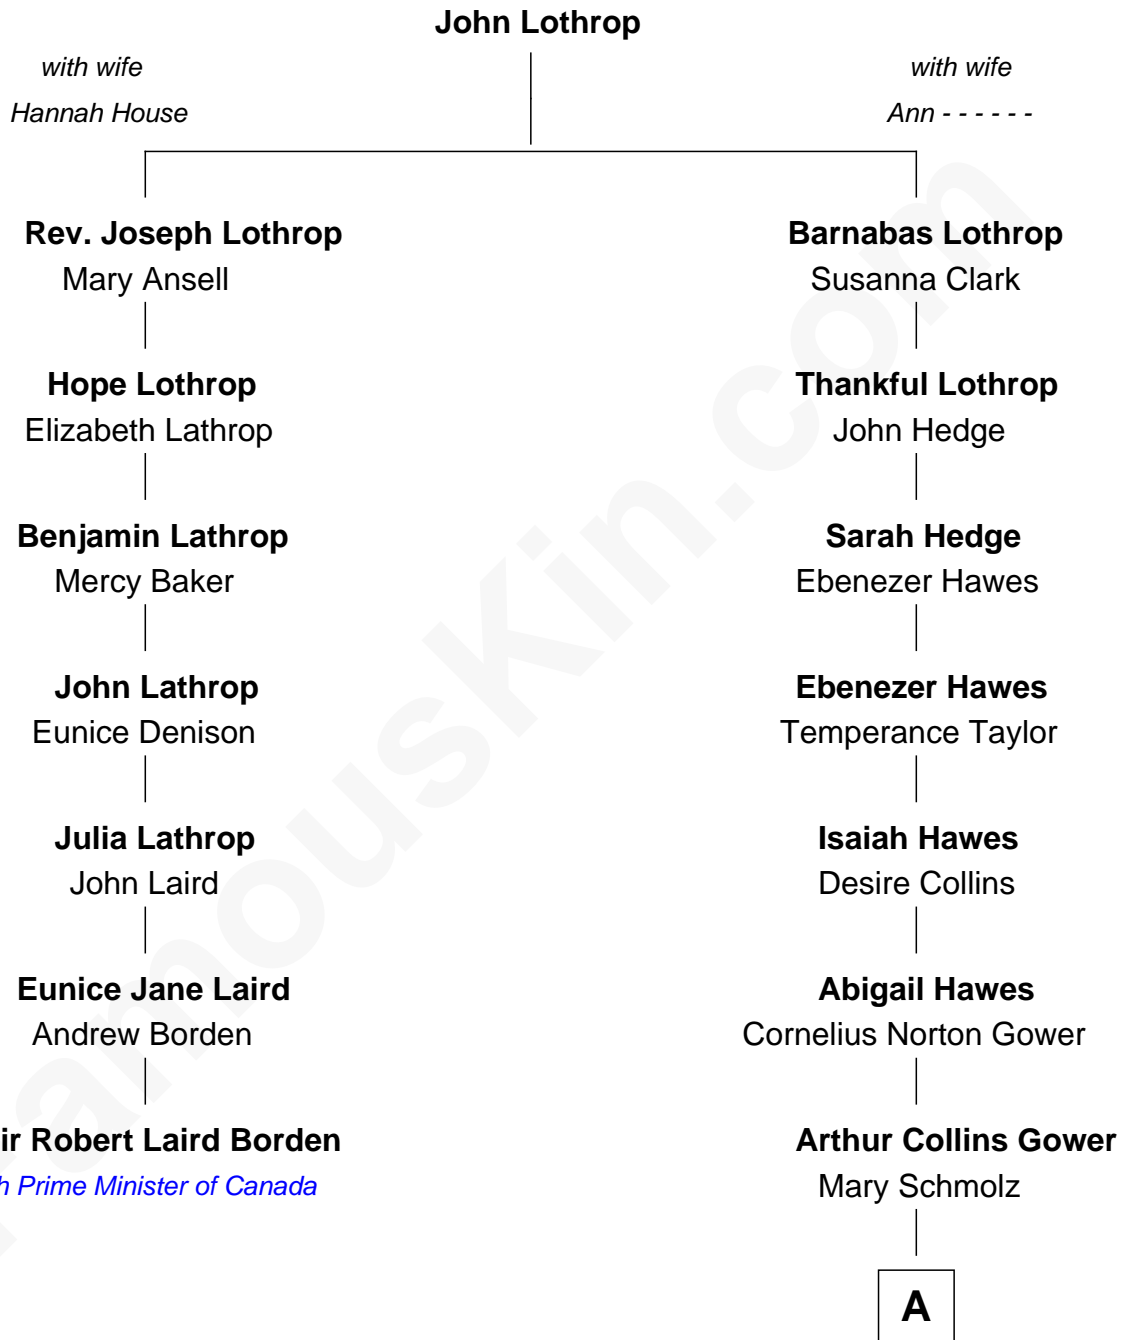 John Lothrop
with wife
Hannah House
with wife
Ann - - - - - -
Rev. Joseph Lothrop
Mary Ansell
Barnabas Lothrop
Susanna Clark
Hope Lothrop
Elizabeth Lathrop
Thankful Lothrop
John Hedge
Benjamin Lathrop
Mercy Baker
Sarah Hedge
Ebenezer Hawes
John Lathrop
Eunice Denison
Ebenezer Hawes
Temperance Taylor
Julia Lathrop
John Laird
Isaiah Hawes
Desire Collins
Eunice Jane Laird
Andrew Borden
Abigail Hawes
Cornelius Norton Gower
ir Robert Laird Borden
h Prime Minister of Canada
Arthur Collins Gower
Mary Schmolz
A
FamousKin.com